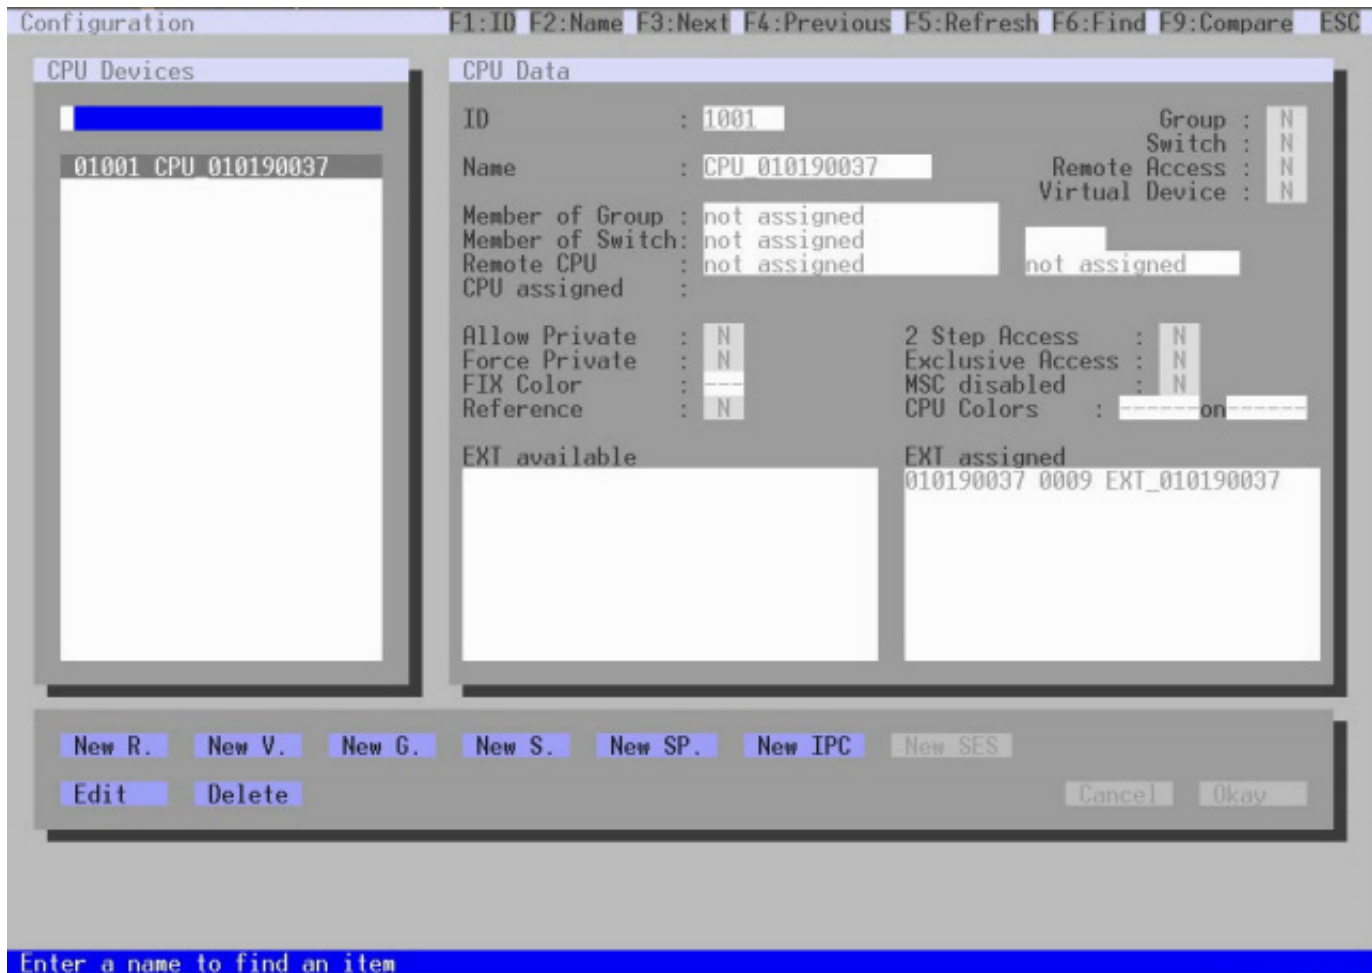 Configuration F1:ID F2:Name F3:Next F4:Previous F5:Refresh F6:Find F9:Compare ESC
CPU Devices
01001 CPU_010190037
CPU Data
ID : 1001 Group : N
Switch : N
Name : CPU_010190037 Remote Access : N
Virtual Device : N
Member of Group : not assigned
Member of Switch: not assigned
Remote CPU : not assigned not assigned
CPU assigned :
Allow Private : N 2 Step Access : N
Force Private : N Exclusive Access : N
FIX Color : --- MSC disabled : N
Reference : N CPU Colors : ------on------
EXT available EXT assigned
010190037 0009 EXT_010190037
New R. New V. New G. New S. New SP. New IPC New SES
Edit Delete Cancel Okay
Enter a name to find an item